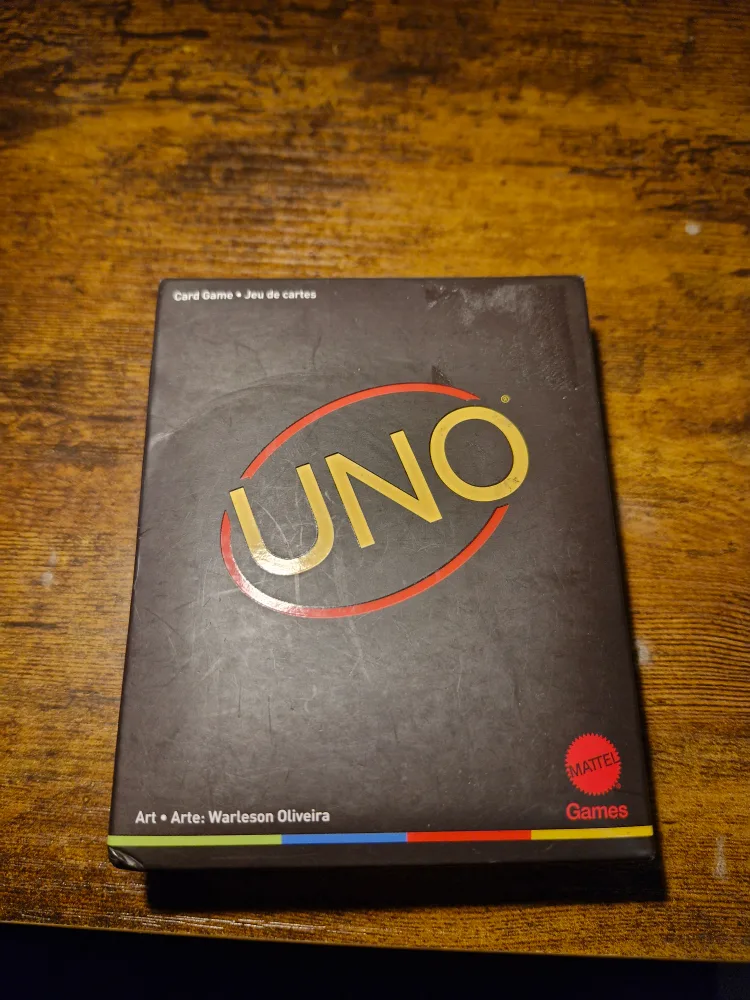 Card Game • Jeu de cartes
UNO®
MATTEL
Games
Art • Arte: Warleson Oliveira